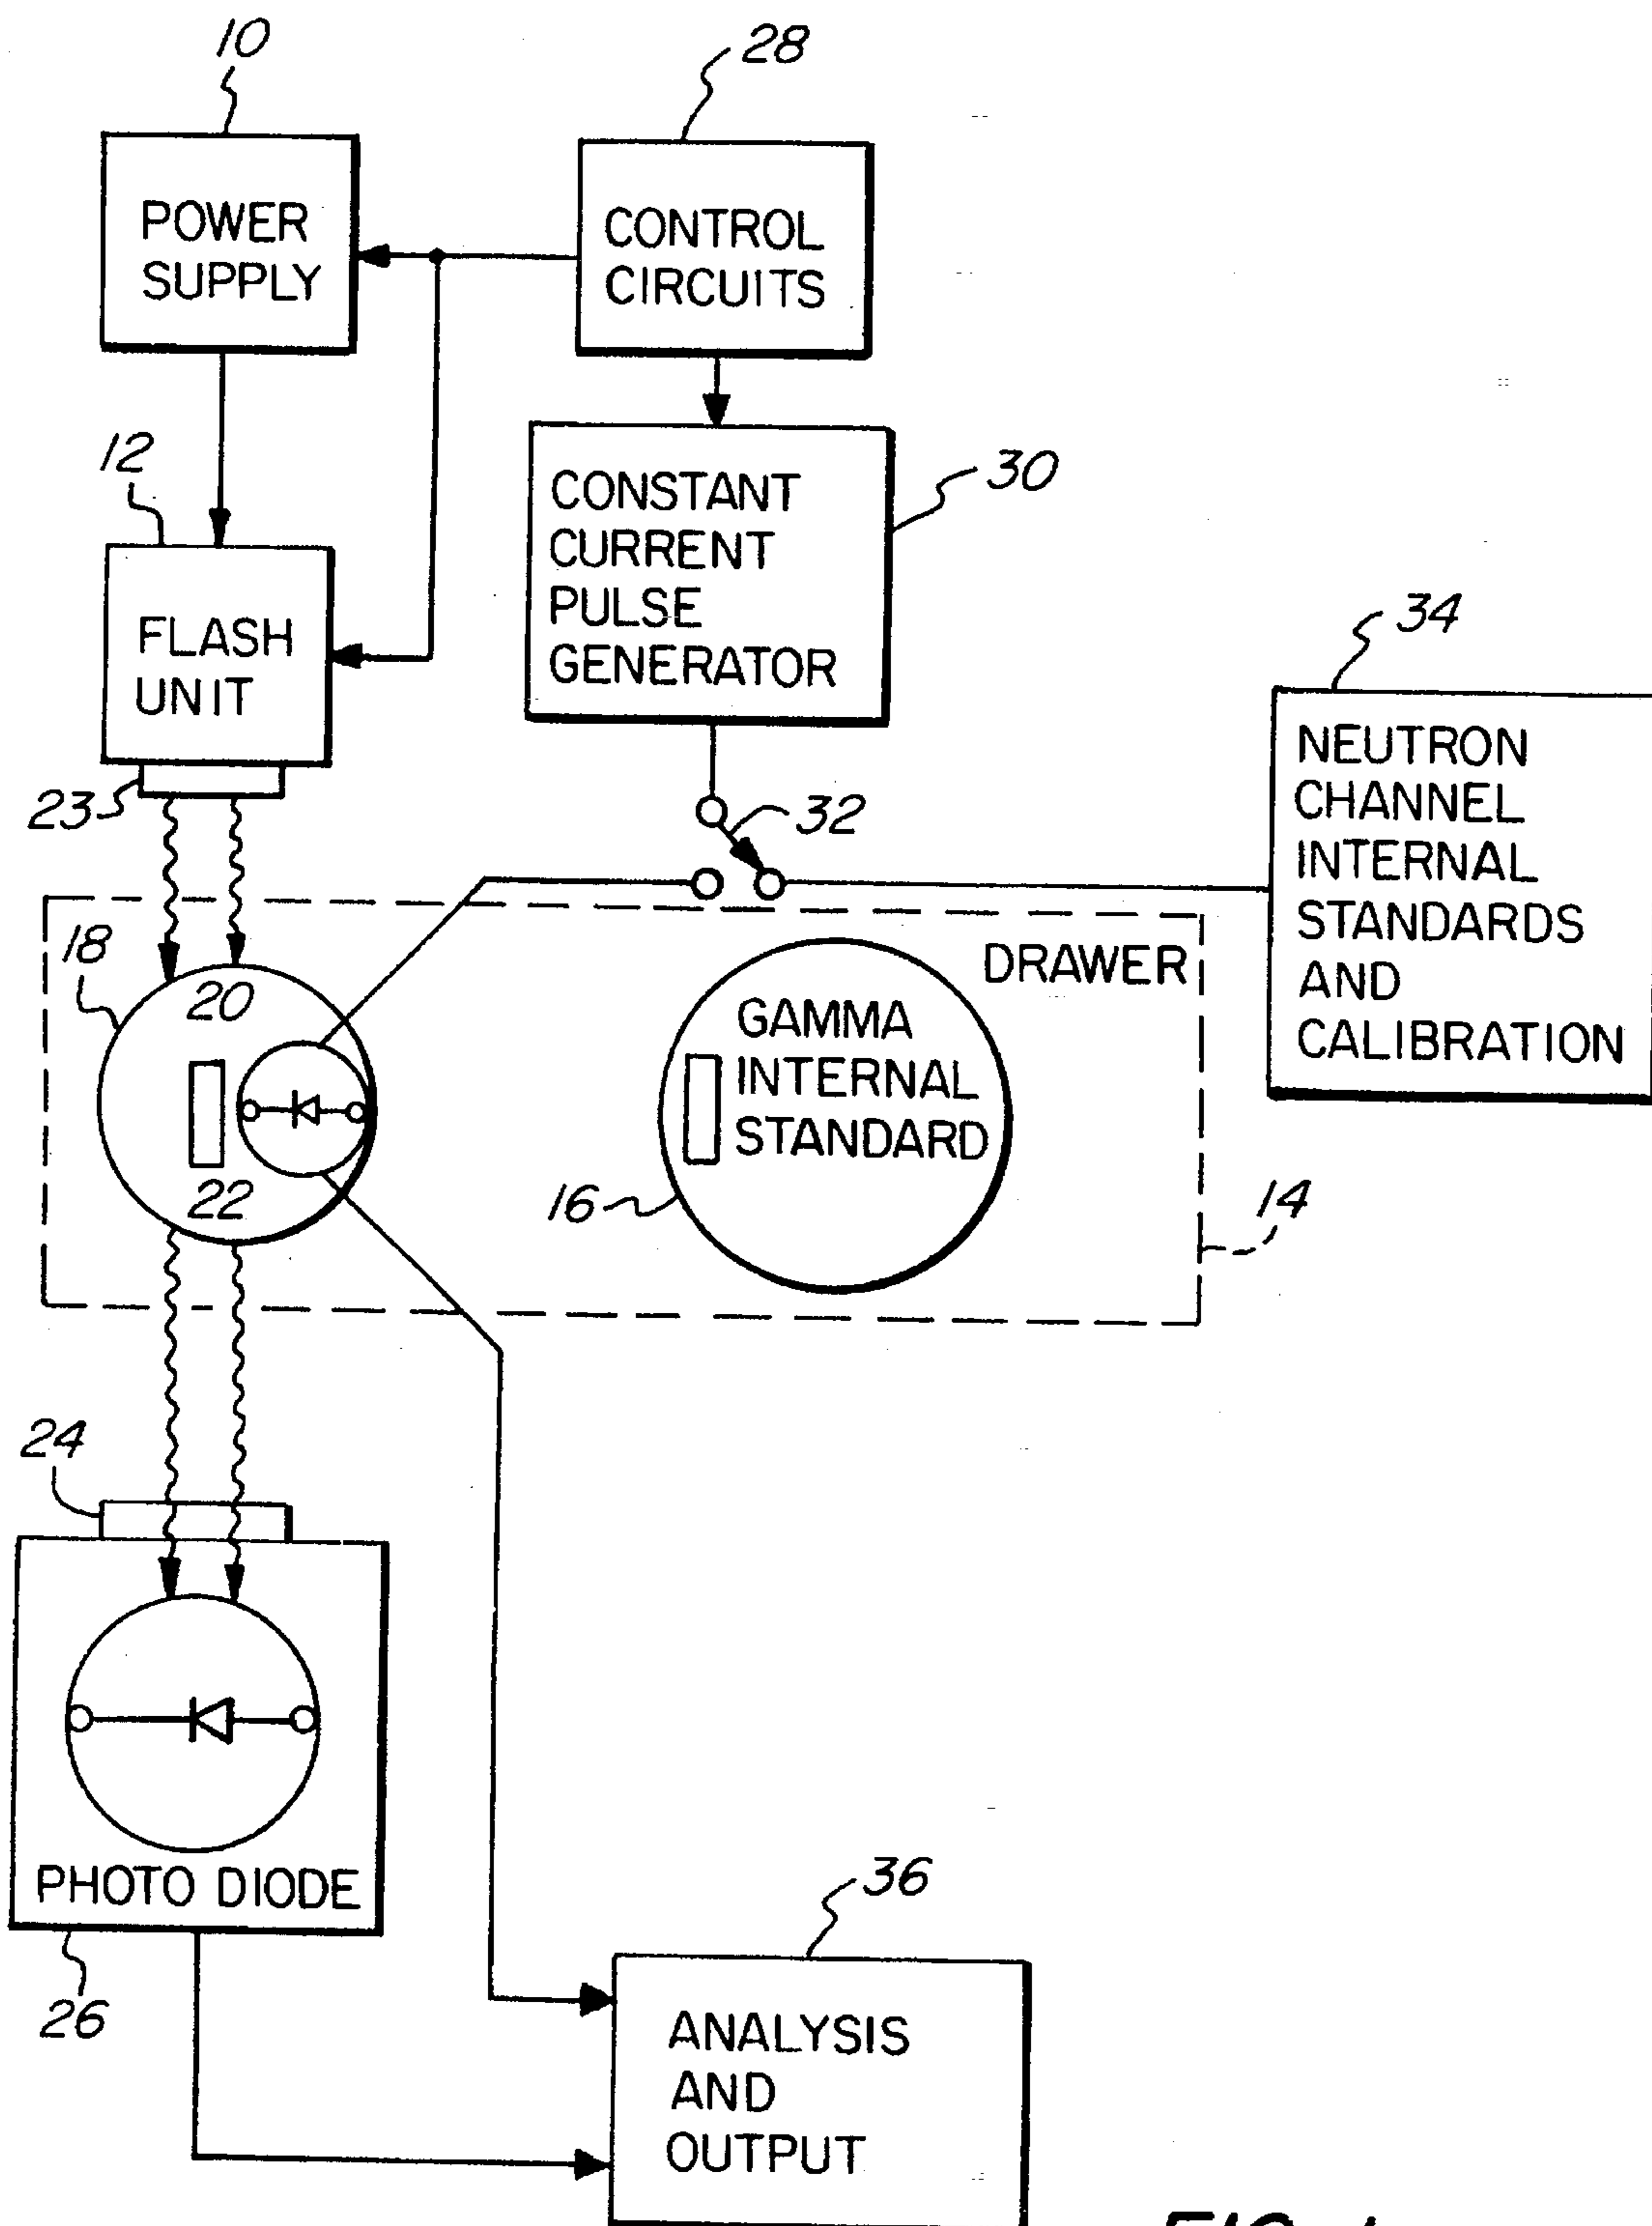 10
28
POWER
SUPPLY
CONTROL
CIRCUITS
12
30
CONSTANT
CURRENT
PULSE
GENERATOR
FLASH
UNIT
34
NEUTRON
CHANNEL
INTERNAL
STANDARDS
AND
CALIBRATION
23
32
18
DRAWER
20
22
GAMMA
INTERNAL
STANDARD
16
14
24
PHOTO DIODE
26
36
ANALYSIS
AND
OUTPUT